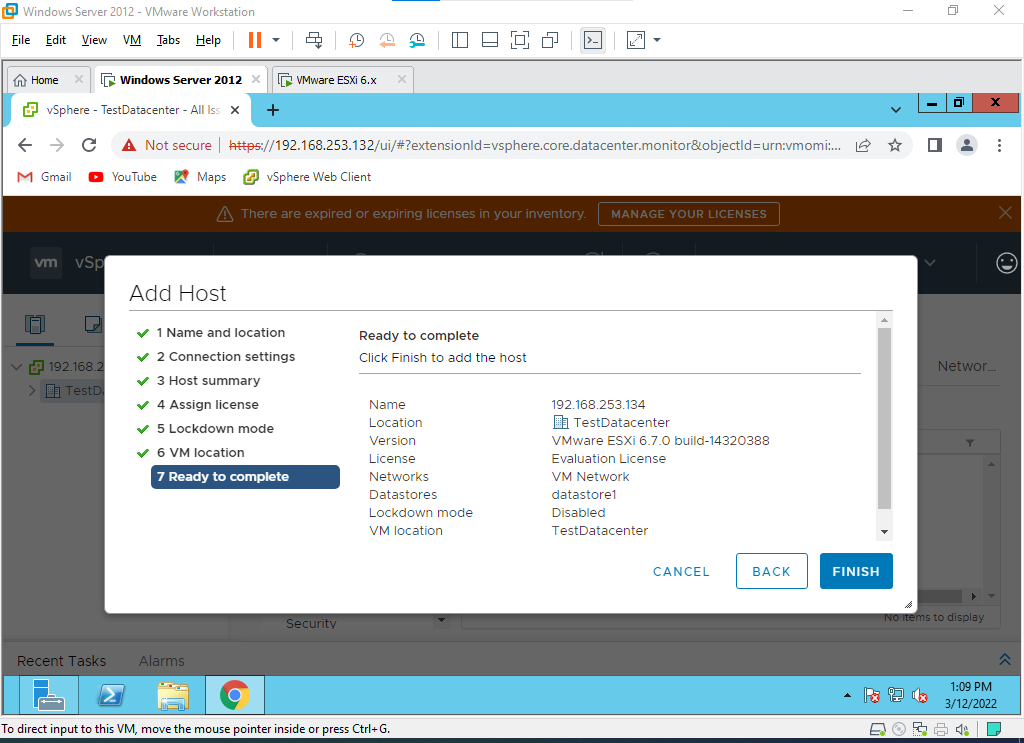 Windows Server 2012 - VMware Workstation
File Edit View VM Tabs Help
Home Windows Server 2012 VMware ESXi 6.x
vSphere - TestDatacenter - All Iss
Not secure https://192.168.253.132/ui/#?extensionId=vsphere.core.datacenter.monitor&objectId=urn:vmomi:...
Gmail YouTube Maps vSphere Web Client
There are expired or expiring licenses in your inventory. MANAGE YOUR LICENSES
vm vSp
Add Host
1 Name and location
2 Connection settings
3 Host summary
4 Assign license
5 Lockdown mode
6 VM location
7 Ready to complete
Ready to complete
Click Finish to add the host
Name 192.168.253.134
Location TestDatacenter
Version VMware ESXi 6.7.0 build-14320388
License Evaluation License
Networks VM Network
Datastores datastore1
Lockdown mode Disabled
VM location TestDatacenter
CANCEL BACK FINISH
192.168.2
TestDa
Networ...
No items to display
Security
Recent Tasks Alarms
1:09 PM
3/12/2022
To direct input to this VM, move the mouse pointer inside or press Ctrl+G.